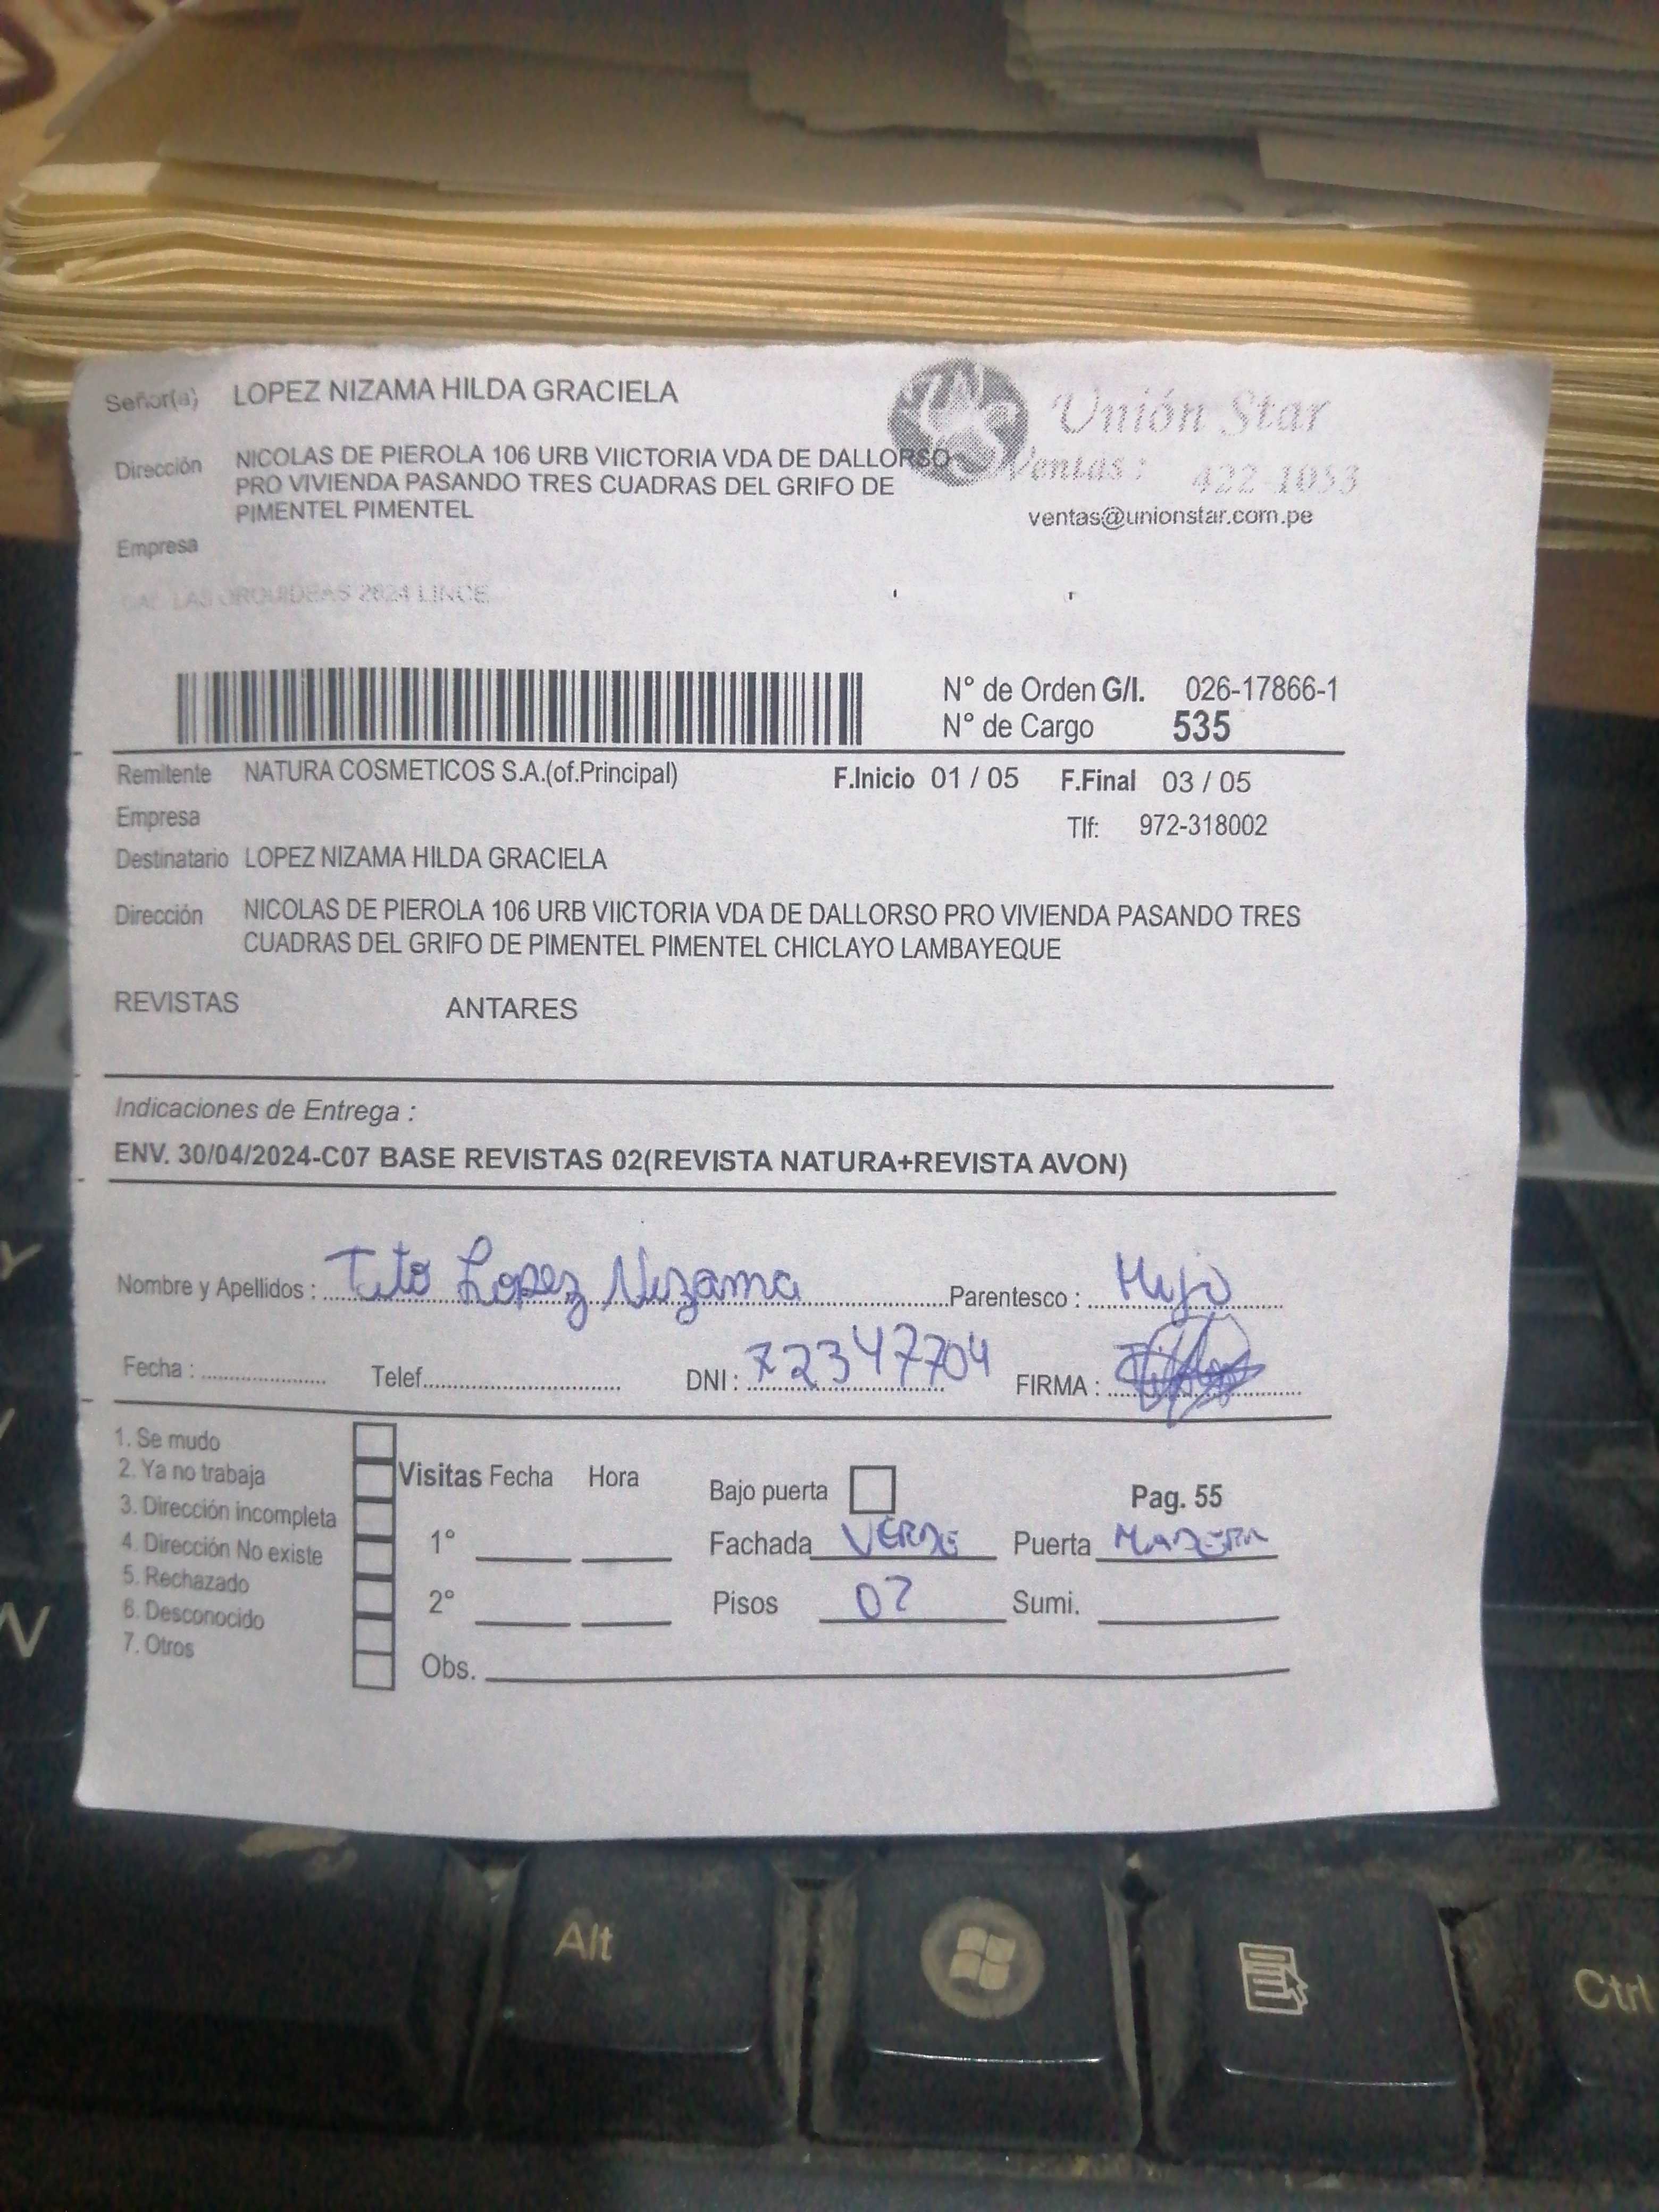 Señor(a) LOPEZ NIZAMA HILDA GRACIELA
Unión Star
Dirección NICOLAS DE PIEROLA 106 URB VIICTORIA VDA DE DALLORSO
PRO VIVIENDA PASANDO TRES CUADRAS DEL GRIFO DE
PIMENTEL PIMENTEL
Ventas: 422-1053
ventas@unionstar.com.pe
Empresa
CAL LAS ORQUIDEAS 2624 LINCE
N° de Orden G/I. 026-17866-1
N° de Cargo 535
Remitente NATURA COSMETICOS S.A.(of.Principal) F.Inicio 01 / 05 F.Final 03 / 05
Empresa
Tlf: 972-318002
Destinatario LOPEZ NIZAMA HILDA GRACIELA
Dirección NICOLAS DE PIEROLA 106 URB VIICTORIA VDA DE DALLORSO PRO VIVIENDA PASANDO TRES
CUADRAS DEL GRIFO DE PIMENTEL PIMENTEL CHICLAYO LAMBAYEQUE
REVISTAS ANTARES
Indicaciones de Entrega :
ENV. 30/04/2024-C07 BASE REVISTAS 02(REVISTA NATURA+REVISTA AVON)
Nombre y Apellidos : Tito Lopez Nizama Parentesco : Hijo
Fecha : Telef. DNI : 72347704 FIRMA :
1. Se mudo
2. Ya no trabaja
3. Dirección incompleta
4. Dirección No existe
5. Rechazado
6. Desconocido
7. Otros
Visitas Fecha Hora Bajo puerta Pag. 55
1° Fachada VERDE Puerta MADERA
2° Pisos 02 Sumi.
Obs.
Alt
Ctrl
Y
N